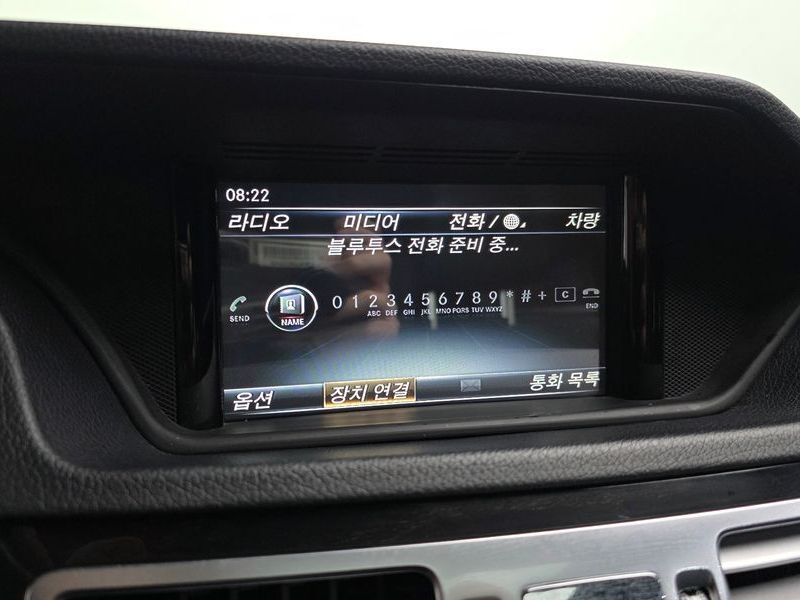 08:22
라디오 미디어 전화 / 차량
블루투스 전화 준비 중...
SEND NAME 0 1 2 3 4 5 6 7 8 9 * # + C END
ABC DEF GHI JKL MNO PQRS TUV WXYZ
옵션 장치 연결 통화 목록